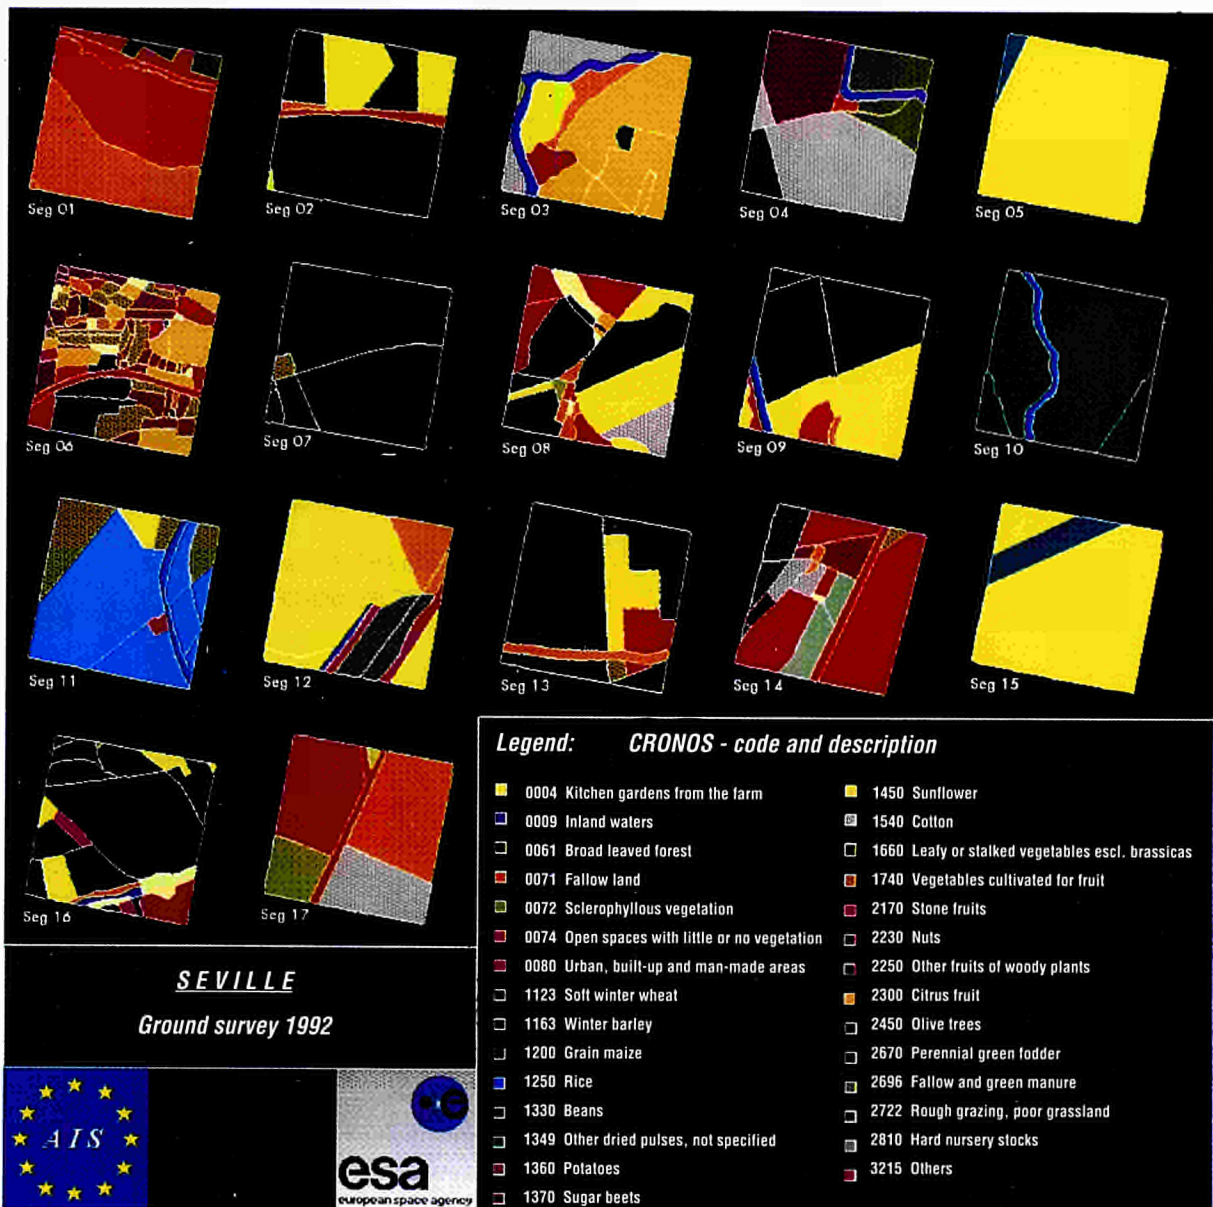 Seg 01
Seg 02
Seg 03
Seg 04
Seg 05
Seg 06
Seg 07
Seg 08
Seg 09
Seg 10
Seg 11
Seg 12
Seg 13
Seg 14
Seg 15
Seg 16
Seg 17
SEVILLE
Ground survey 1992
AIS
esa
european space agency
Legend: CRONOS - code and description
0004 Kitchen gardens from the farm
0009 Inland waters
0061 Broad leaved forest
0071 Fallow land
0072 Sclerophyllous vegetation
0074 Open spaces with little or no vegetation
0080 Urban, built-up and man-made areas
1123 Soft winter wheat
1163 Winter barley
1200 Grain maize
1250 Rice
1330 Beans
1349 Other dried pulses, not specified
1360 Potatoes
1370 Sugar beets
1450 Sunflower
1540 Cotton
1660 Leafy or stalked vegetables escl. brassicas
1740 Vegetables cultivated for fruit
2170 Stone fruits
2230 Nuts
2250 Other fruits of woody plants
2300 Citrus fruit
2450 Olive trees
2670 Perennial green fodder
2696 Fallow and green manure
2722 Rough grazing, poor grassland
2810 Hard nursery stocks
3215 Others